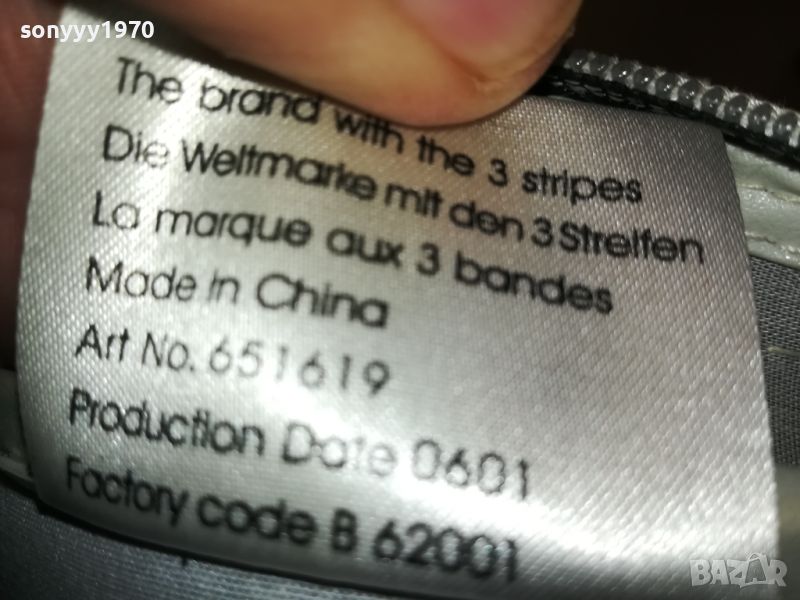 sonyyy1970
The brand with the 3 stripes
Die Weltmarke mit den 3 Streifen
La marque aux 3 bandes
Made in China
Art No. 651619
Production Date 0601
Factory code B 62001
BAZAR